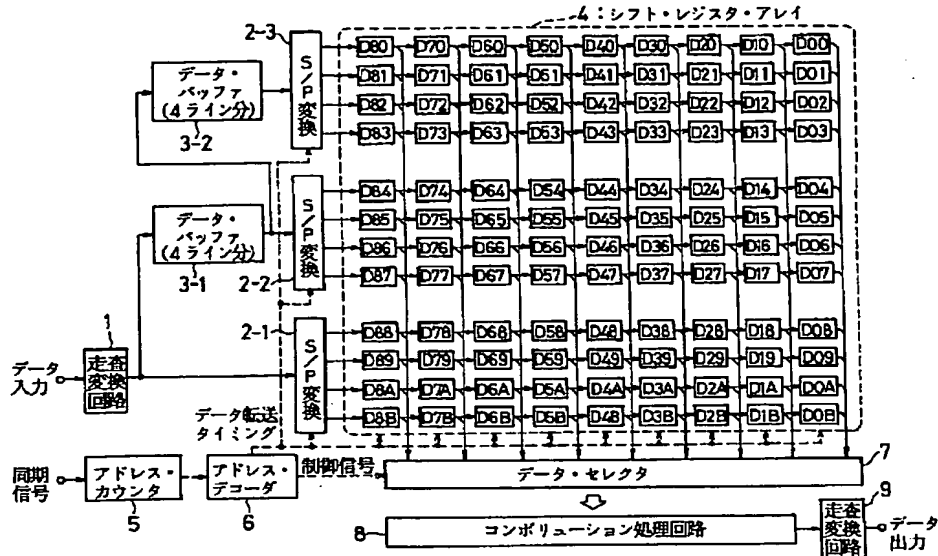 4：シフト・レジスタ・アレイ
2-3
S/P変換
データ・
バッファ
(4ライン分)
3-2
D80 D70 D60 D50 D40 D30 D20 D10 D00
D81 D71 D61 D51 D41 D31 D21 D11 D01
D82 D72 D62 D52 D42 D32 D22 D12 D02
D83 D73 D63 D53 D43 D33 D23 D13 D03
データ・
バッファ
(4ライン分)
3-1
S/P変換
2-2
D84 D74 D64 D54 D44 D34 D24 D14 D04
D85 D75 D65 D55 D45 D35 D25 D15 D05
D86 D76 D66 D56 D46 D36 D26 D16 D06
D87 D77 D67 D57 D47 D37 D27 D17 D07
2-1
S/P変換
D88 D78 D68 D58 D48 D38 D28 D18 D08
D89 D79 D69 D59 D49 D39 D29 D19 D09
D8A D7A D6A D5A D4A D3A D2A D1A D0A
D8B D7B D6B D5B D4B D3B D2B D1B D0B
1
データ
入力
走査
変換
回路
データ転送
タイミング
同期
信号
アドレス・
カウンタ
5
アドレス・
デコーダ
6
制御信号
データ・セレクタ
7
コンボリューション処理回路
8
9
走査
変換
回路
データ
出力